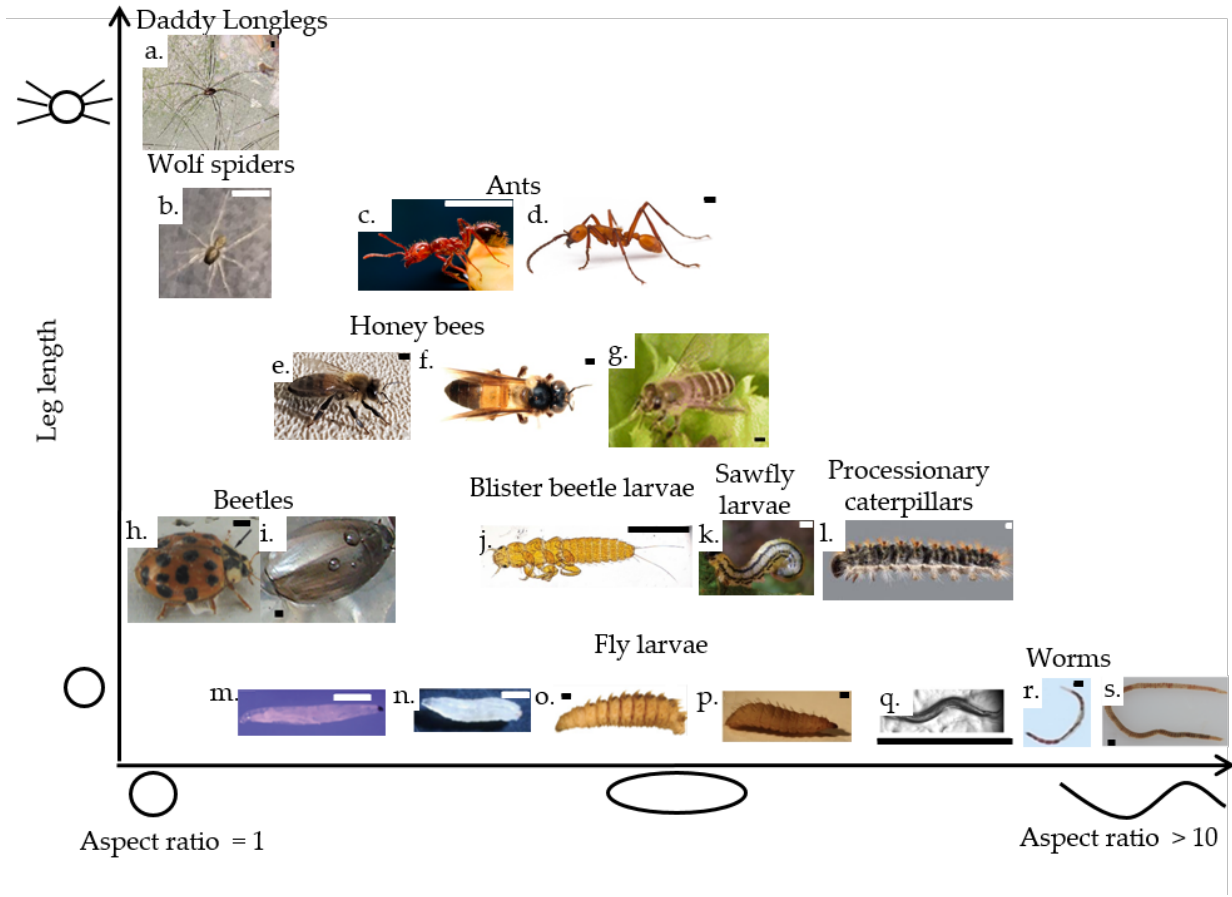 Daddy Longlegs
a.
Wolf spiders
b.
Ants
c.
d.
Honey bees
e.
f.
g.
Leg length
Beetles
h.
i.
Blister beetle larvae
j.
Sawfly
larvae
k.
Processionary
caterpillars
l.
Fly larvae
m.
n.
o.
p.
q.
Worms
r.
s.
Aspect ratio = 1
Aspect ratio > 10